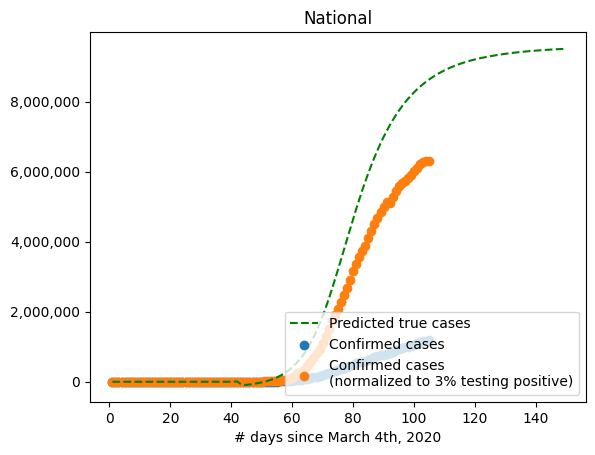 National
8,000,000
6,000,000
4,000,000
2,000,000
0
Predicted true cases
Confirmed cases
Confirmed cases
(normalized to 3% testing positive)
0 20 40 60 80 100 120 140
# days since March 4th, 2020